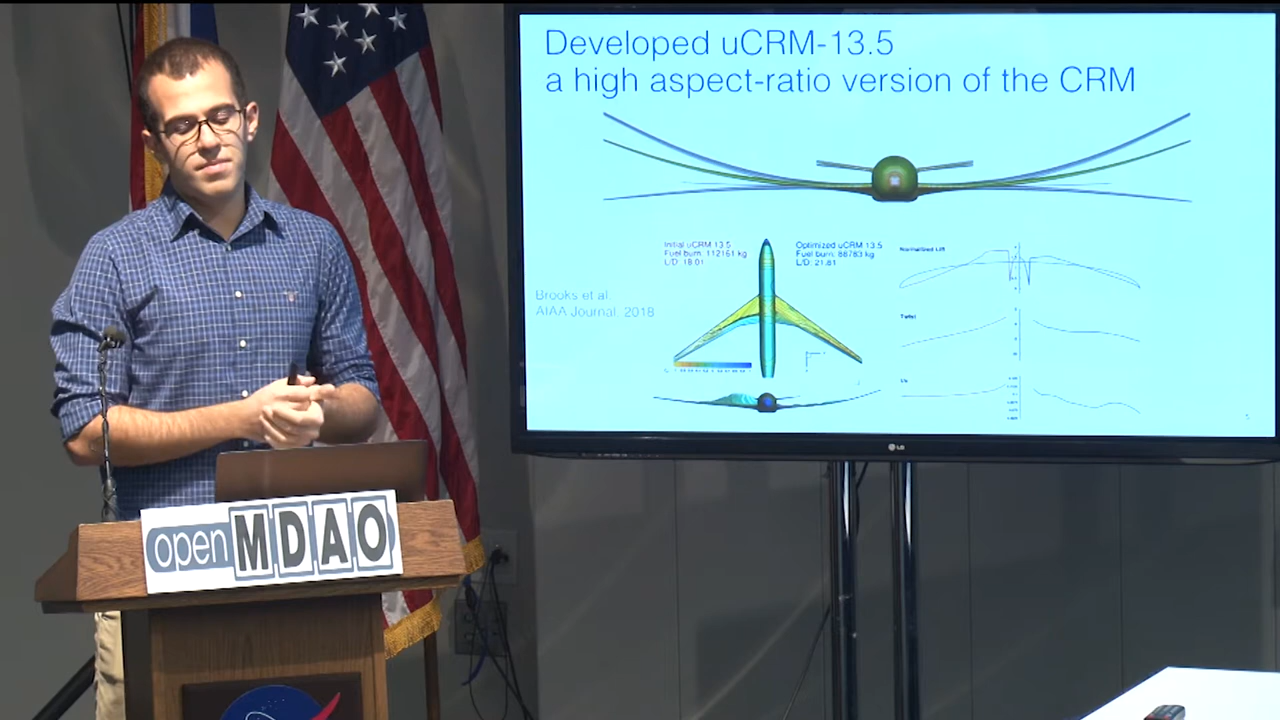 Developed uCRM-13.5
a high aspect-ratio version of the CRM
Initial uCRM 13.5
Fuel burn: 112161 kg
L/D: 18.01
Optimized uCRM 13.5
Fuel burn: 88783 kg
L/D: 21.81
Normalized Lift
Brooks et al.
AIAA Journal, 2018
Twist
t/c
LG
openMDAO